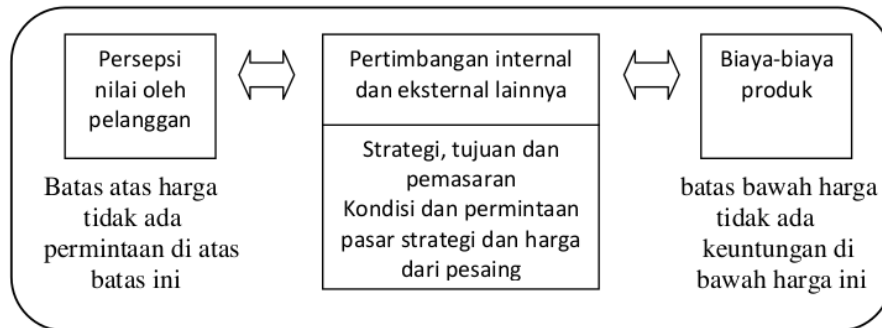 Persepsi
nilai oleh
pelanggan
Batas atas harga
tidak ada
permintaan di atas
batas ini
Pertimbangan internal
dan eksternal lainnya
Strategi, tujuan dan
pemasaran
Kondisi dan permintaan
pasar strategi dan harga
dari pesaing
Biaya-biaya
produk
batas bawah harga
tidak ada
keuntungan di
bawah harga ini